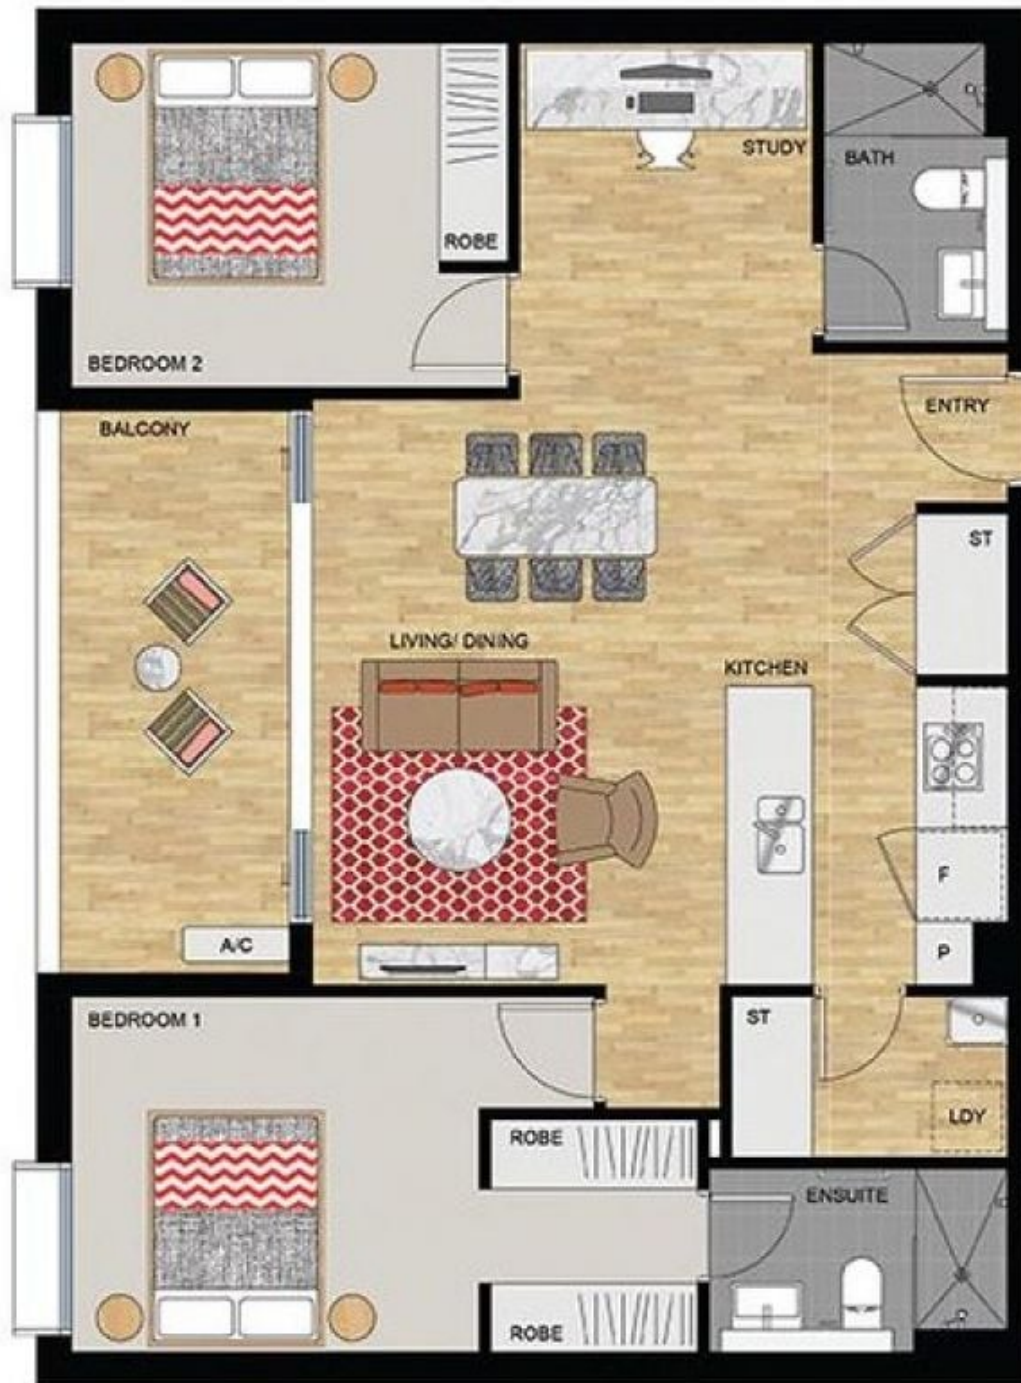 STUDY
BATH
ROBE
BEDROOM 2
ENTRY
BALCONY
ST
LIVING/ DINING
KITCHEN
F
A/C
P
BEDROOM 1
ST
LDY
ROBE
ENSUITE
ROBE